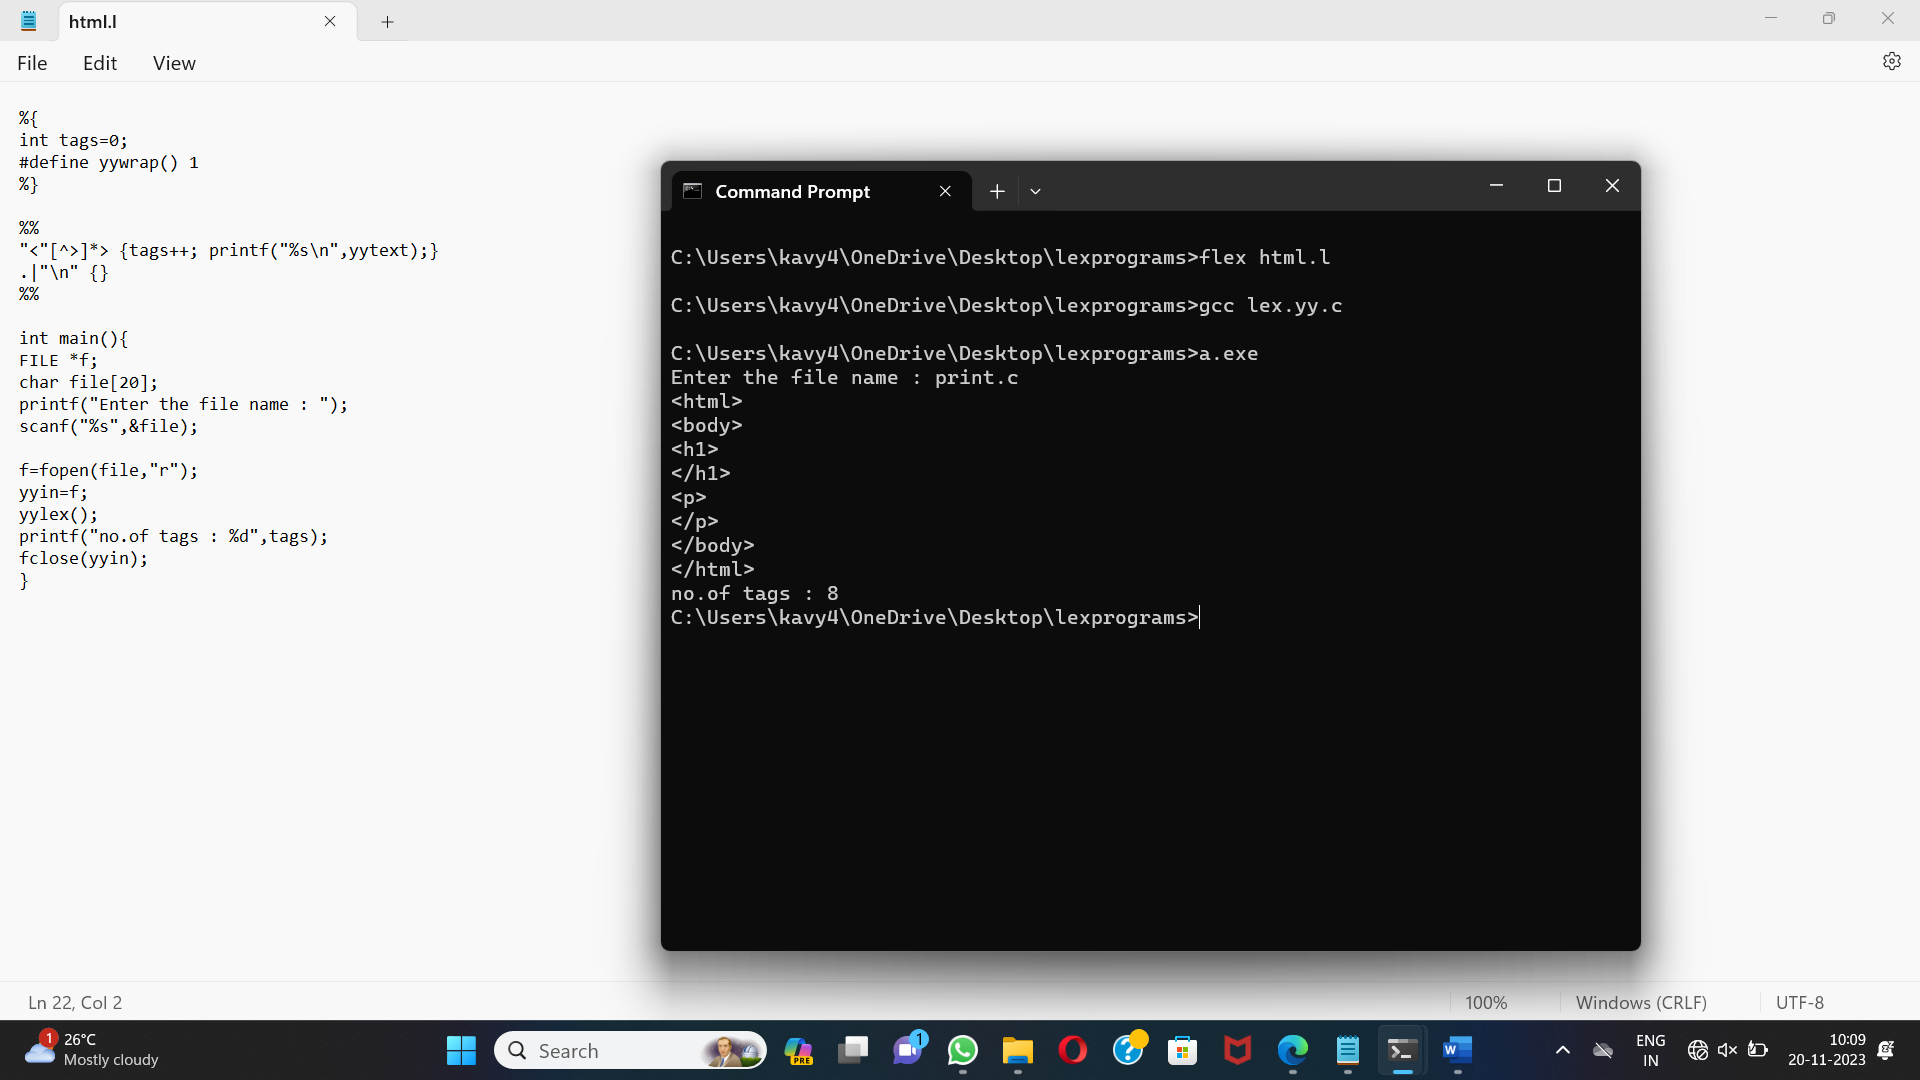 html.l
File Edit View
%{
int tags=0;
#define yywrap() 1
%}
%%
"<"[^>]*> {tags++; printf("%s\n",yytext);}
.|"\n" {}
%%
int main(){
FILE *f;
char file[20];
printf("Enter the file name : ");
scanf("%s",&file);
f=fopen(file,"r");
yyin=f;
yylex();
printf("no.of tags : %d",tags);
fclose(yyin);
}
Command Prompt
C:\Users\kavy4\OneDrive\Desktop\lexprograms>flex html.l
C:\Users\kavy4\OneDrive\Desktop\lexprograms>gcc lex.yy.c
C:\Users\kavy4\OneDrive\Desktop\lexprograms>a.exe
Enter the file name : print.c
<html>
<body>
<h1>
</h1>
<p>
</p>
</body>
</html>
no.of tags : 8
C:\Users\kavy4\OneDrive\Desktop\lexprograms>
Ln 22, Col 2 100% Windows (CRLF) UTF-8
1
26°C
Mostly cloudy
Search
PRE
1
W
ENG
IN
10:09
20-11-2023